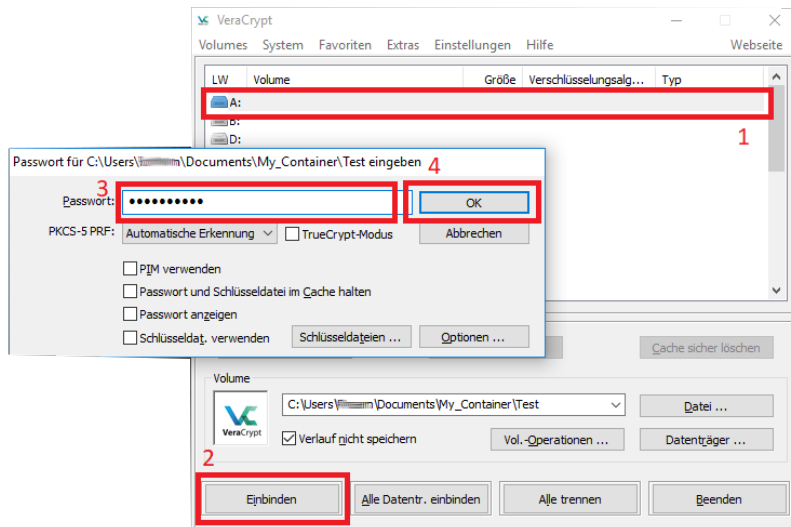 VeraCrypt
Volumes System Favoriten Extras Einstellungen Hilfe Webseite
LW Volume Größe Verschlüsselungsalg... Typ
A:
1
B:
D:
Passwort für C:\Users\ \Documents\My_Container\Test eingeben
4
3
Passwort: OK
PKCS-5 PRF: Automatische Erkennung TrueCrypt-Modus Abbrechen
PIM verwenden
Passwort und Schlüsseldatei im Cache halten
Passwort anzeigen
Schlüsseldat. verwenden Schlüsseldateien ... Optionen ...
Cache sicher löschen
Volume
C:\Users\ \Documents\My_Container\Test Datei ...
VeraCrypt
Verlauf nicht speichern Vol.-Operationen ... Datenträger ...
2
Einbinden Alle Datentr. einbinden Alle trennen Beenden